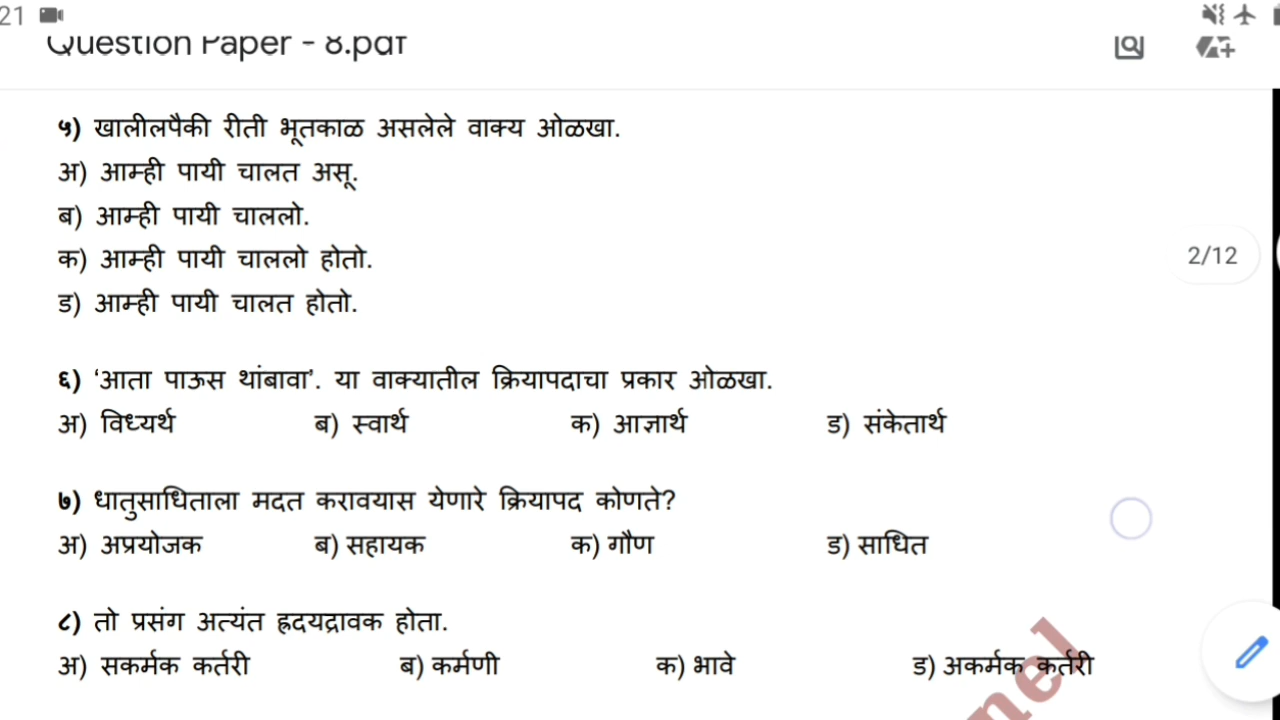 21
Question Paper - 8.pdf
५) खालीलपैकी रीती भूतकाळ असलेले वाक्य ओळखा.
अ) आम्ही पायी चालत असू.
ब) आम्ही पायी चाललो.
क) आम्ही पायी चाललो होतो.
2/12
ड) आम्ही पायी चालत होतो.
६) ‘आता पाऊस थांबावा’. या वाक्यातील क्रियापदाचा प्रकार ओळखा.
अ) विध्यर्थ ब) स्वार्थ क) आज्ञार्थ ड) संकेतार्थ
७) धातुसाधिताला मदत करावयास येणारे क्रियापद कोणते?
अ) अप्रयोजक ब) सहायक क) गौण ड) साधित
८) तो प्रसंग अत्यंत ह्रदयद्रावक होता.
अ) सकर्मक कर्तरी ब) कर्मणी क) भावे ड) अकर्मक कर्तरी
nel